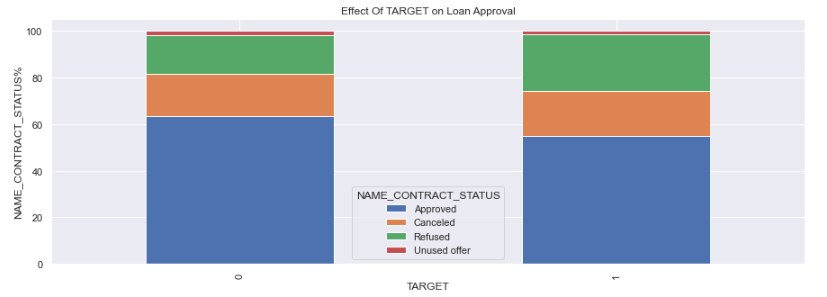 Effect Of TARGET on Loan Approval
NAME_CONTRACT_STATUS%
100
80
60
40
20
0
NAME_CONTRACT_STATUS
Approved
Canceled
Refused
Unused offer
0
1
TARGET